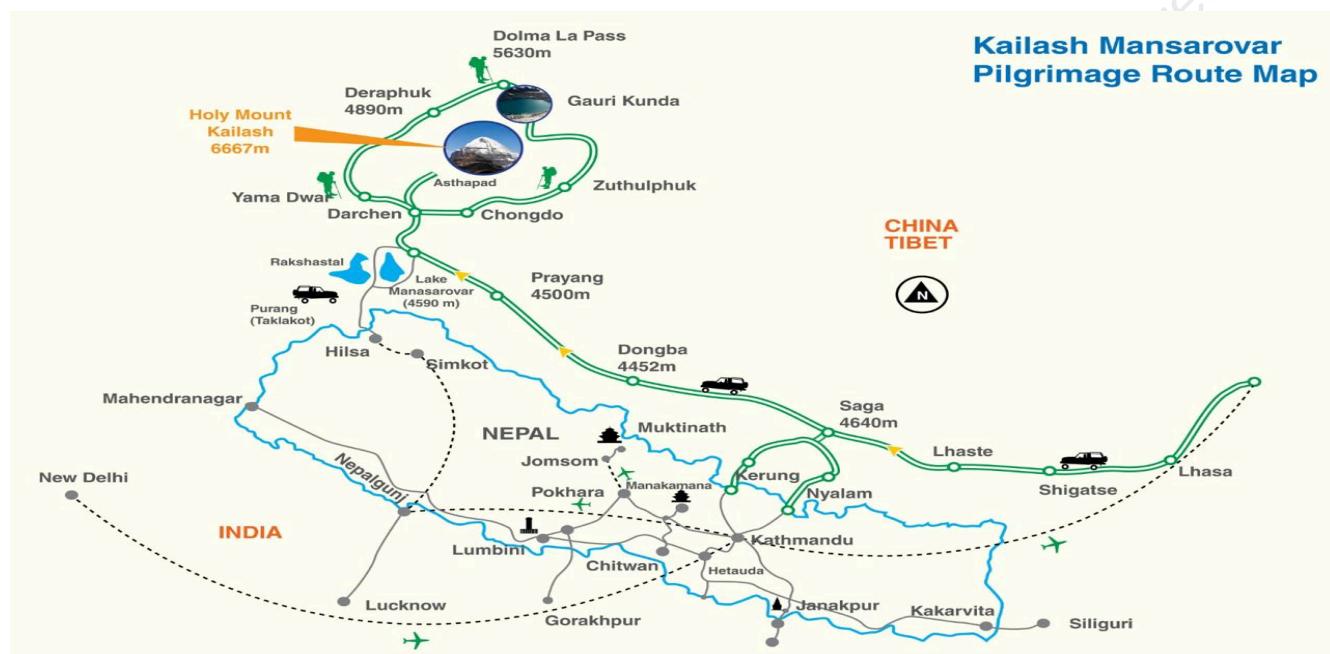 Kailash Mansarovar
Pilgrimage Route Map
Dolma La Pass
5630m
Gauri Kunda
Deraphuk
4890m
Holy Mount
Kailash
6667m
Asthapad
Zuthulphuk
Yama Dwar
Darchen
Chongdo
CHINA
TIBET
N
Rakshastal
Lake
Manasarovar
(4590 m)
Prayang
4500m
Purang
(Taklakot)
Hilsa
Simkot
Dongba
4452m
Mahendranagar
Saga
4640m
NEPAL
Muktinath
Lhaste
Jomsom
Kerung
Lhasa
New Delhi
Nepalgunj
Pokhara
Manakamana
Nyalam
Shigatse
INDIA
Lumbini
Kathmandu
Chitwan
Hetauda
Lucknow
Gorakhpur
Janakpur
Kakarvita
Siliguri